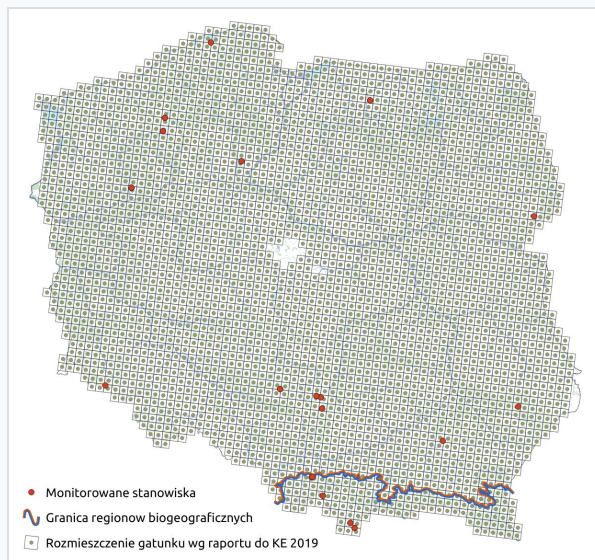 Monitorowane stanowiska
Granica regionow biogeograficznych
Rozmieszczenie gatunku wg raportu do KE 2019